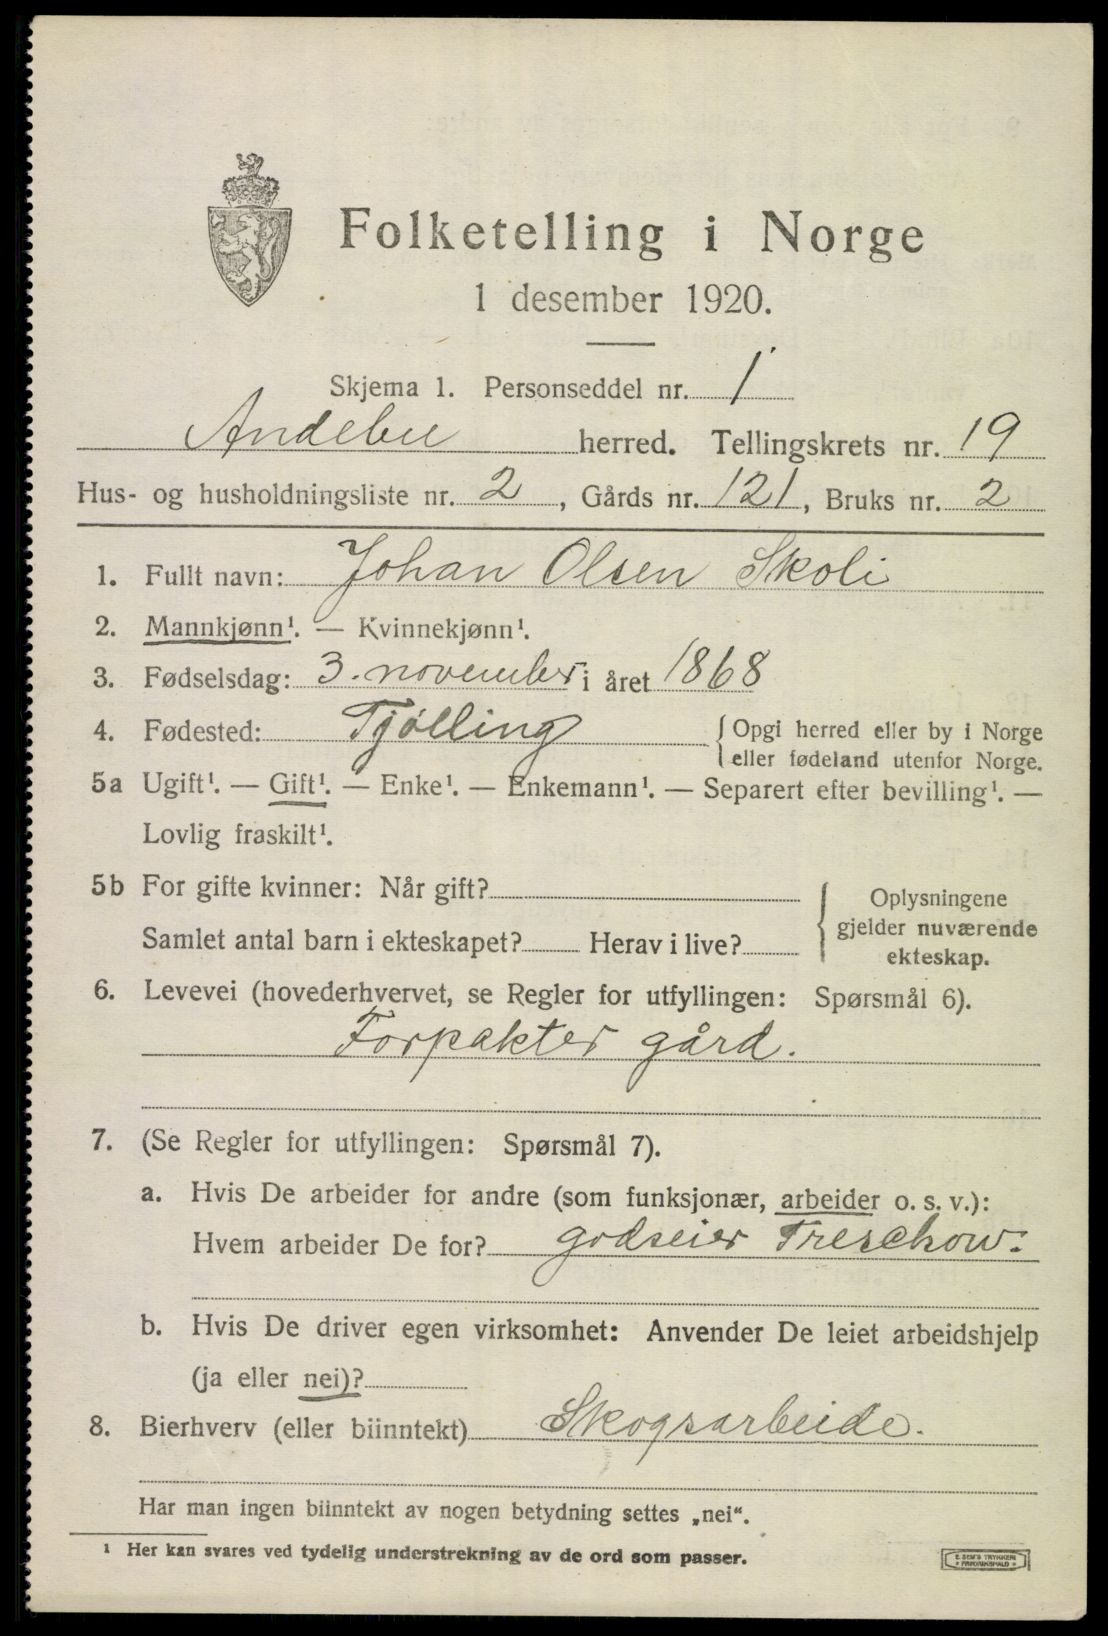 Folketelling i Norge
1 desember 1920.
Skjema 1. Personseddel nr. 1
Andebu herred. Tellingskrets nr. 19
Hus- og husholdningsliste nr. 2, Gårds nr. 121, Bruks nr. 2
1. Fullt navn: Johan Olsen Skoli
2. Mannkjønn¹. — Kvinnekjønn¹.
3. Fødselsdag: 3. november i året 1868
4. Fødested: Tjølling { Opgi herred eller by i Norge
eller fødeland utenfor Norge.
5a Ugift¹. — Gift¹. — Enke¹. — Enkemann¹. — Separert efter bevilling¹. —
Lovlig fraskilt¹.
5b For gifte kvinner: Når gift?
Samlet antal barn i ekteskapet? Herav i live?
{ Oplysningene
gjelder nuværende
ekteskap.
6. Levevei (hovederhvervet, se Regler for utfyllingen: Spørsmål 6).
Forpakter gård.
7. (Se Regler for utfyllingen: Spørsmål 7).
a. Hvis De arbeider for andre (som funksjonær, arbeider o. s. v.):
Hvem arbeider De for? godseier Treschow.
b. Hvis De driver egen virksomhet: Anvender De leiet arbeidshjelp
(ja eller nei)?
8. Bierhverv (eller biinntekt) Skogsarbeide.
Har man ingen biinntekt av nogen betydning settes „nei“.
¹ Her kan svares ved tydelig understrekning av de ord som passer.
E. SEM'S TRYKKERI
FREDRIKSHALD